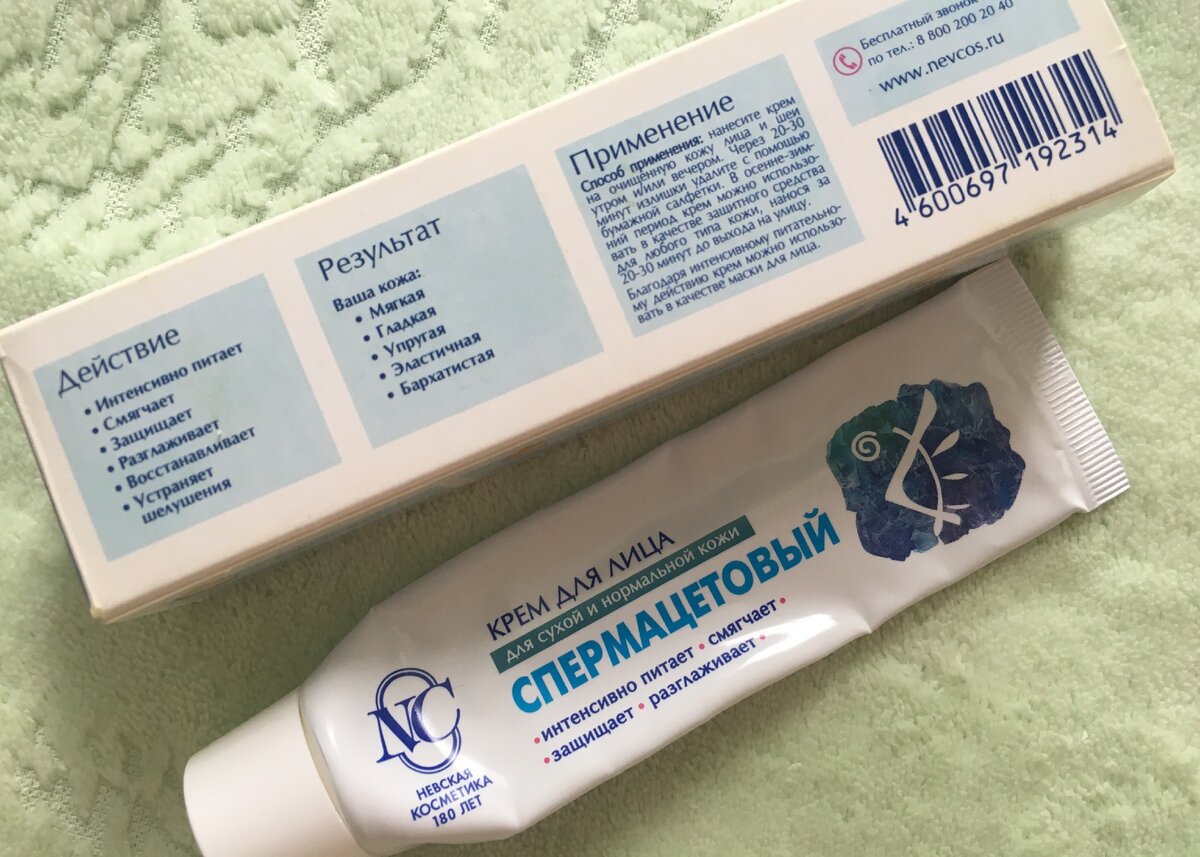 Действие
• Интенсивно питает
• Смягчает
• Защищает
• Разглаживает
• Восстанавливает
• Устраняет
шелушения
Результат
Ваша кожа:
• Мягкая
• Гладкая
• Упругая
• Эластичная
• Бархатистая
Применение
Способ применения: нанесите крем
на очищенную кожу лица и шеи
утром и/или вечером. Через 20-30
минут излишки удалите с помощью
бумажной салфетки. В осенне-зим-
ний период крем можно использо-
вать в качестве защитного средства
для любого типа кожи, нанося за
20-30 минут до выхода на улицу.
Благодаря интенсивному питательно-
му действию крем можно использо-
вать в качестве маски для лица.
Бесплатный звонок
по тел.: 8 800 200 20 40
www.nevcos.ru
4 600697 192314
КРЕМ ДЛЯ ЛИЦА
для сухой и нормальной кожи
СПЕРМАЦЕТОВЫЙ
• интенсивно питает • смягчает •
• защищает • разглаживает •
NC
НЕВСКАЯ
КОСМЕТИКА
180 ЛЕТ